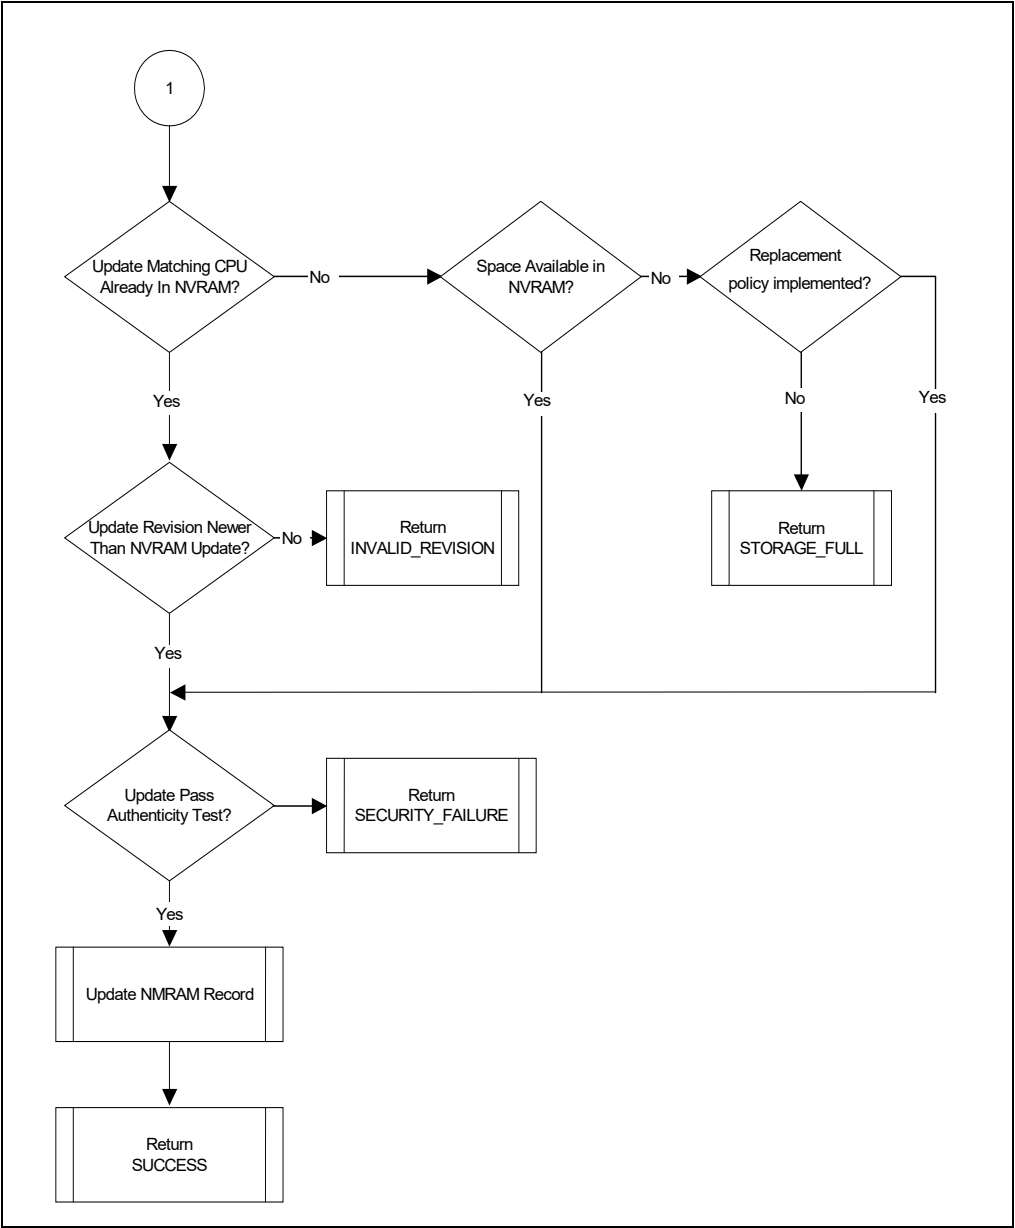 1
Update Matching CPU
Already In NVRAM?
No
Space Available in
NVRAM?
No
Replacement
policy implemented?
Yes
Yes
No
Yes
Update Revision Newer
Than NVRAM Update?
No
Return
INVALID_REVISION
Return
STORAGE_FULL
Yes
Update Pass
Authenticity Test?
Return
SECURITY_FAILURE
Yes
Update NMRAM Record
Return
SUCCESS